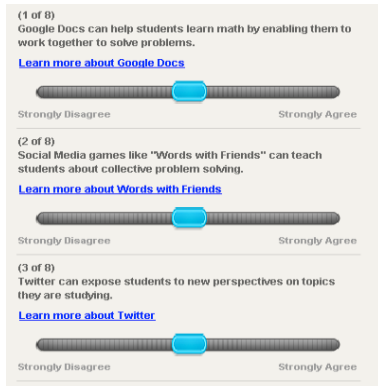 (1 of 8)
Google Docs can help students learn math by enabling them to
work together to solve problems.
Learn more about Google Docs
Strongly Disagree Strongly Agree
(2 of 8)
Social Media games like "Words with Friends" can teach
students about collective problem solving.
Learn more about Words with Friends
Strongly Disagree Strongly Agree
(3 of 8)
Twitter can expose students to new perspectives on topics
they are studying.
Learn more about Twitter
Strongly Disagree Strongly Agree